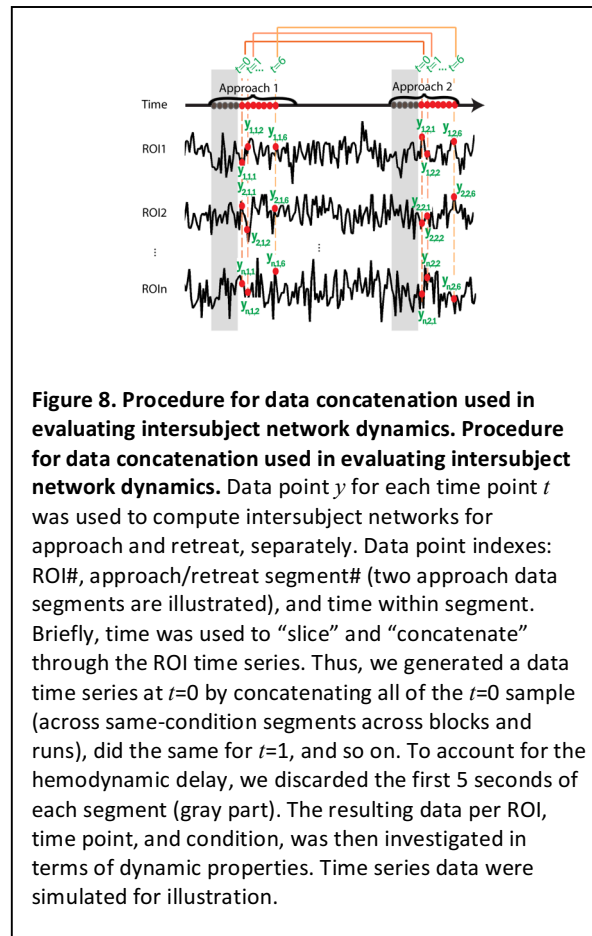 t=0 t=1... t=6 t=0 t=1... t=6
Approach 1 Approach 2
Time
y1,1,2 y1,1,6 y1,2,1 y1,2,6
ROI1
y1,1,1 y1,2,2
y2,1,1 y2,1,6 y2,2,1 y2,2,6
ROI2
y2,1,2 y2,2,2
... ...
yn,1,1 yn,1,6 yn,2,2 yn,2,6
ROIn
yn,1,2 yn,2,1
Figure 8. Procedure for data concatenation used in
evaluating intersubject network dynamics. Procedure
for data concatenation used in evaluating intersubject
network dynamics. Data point y for each time point t
was used to compute intersubject networks for
approach and retreat, separately. Data point indexes:
ROI#, approach/retreat segment# (two approach data
segments are illustrated), and time within segment.
Briefly, time was used to “slice” and “concatenate”
through the ROI time series. Thus, we generated a data
time series at t=0 by concatenating all of the t=0 sample
(across same-condition segments across blocks and
runs), did the same for t=1, and so on. To account for the
hemodynamic delay, we discarded the first 5 seconds of
each segment (gray part). The resulting data per ROI,
time point, and condition, was then investigated in
terms of dynamic properties. Time series data were
simulated for illustration.